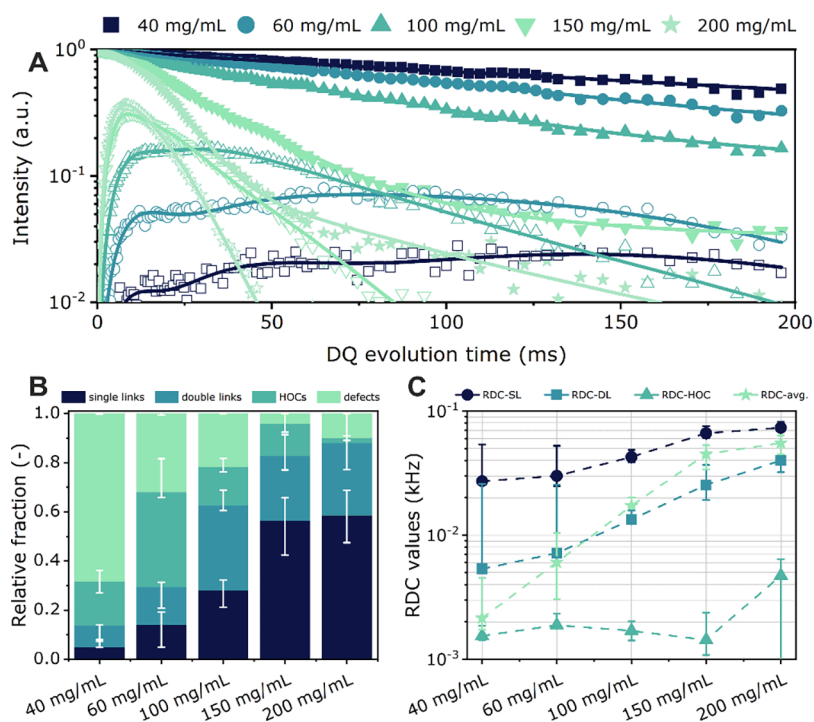 40 mg/mL 60 mg/mL 100 mg/mL 150 mg/mL 200 mg/mL
A
10⁰
10⁻¹
10⁻²
Intensity (a.u.)
0 50 100 150 200
DQ evolution time (ms)
B
single links double links HOCs defects
1.0
0.8
0.6
0.4
0.2
0.0
Relative fraction (-)
40 mg/mL 60 mg/mL 100 mg/mL 150 mg/mL 200 mg/mL
C
RDC-SL RDC-DL RDC-HOC RDC-avg.
10⁻¹
10⁻²
10⁻³
RDC values (kHz)
40 mg/mL 60 mg/mL 100 mg/mL 150 mg/mL 200 mg/mL